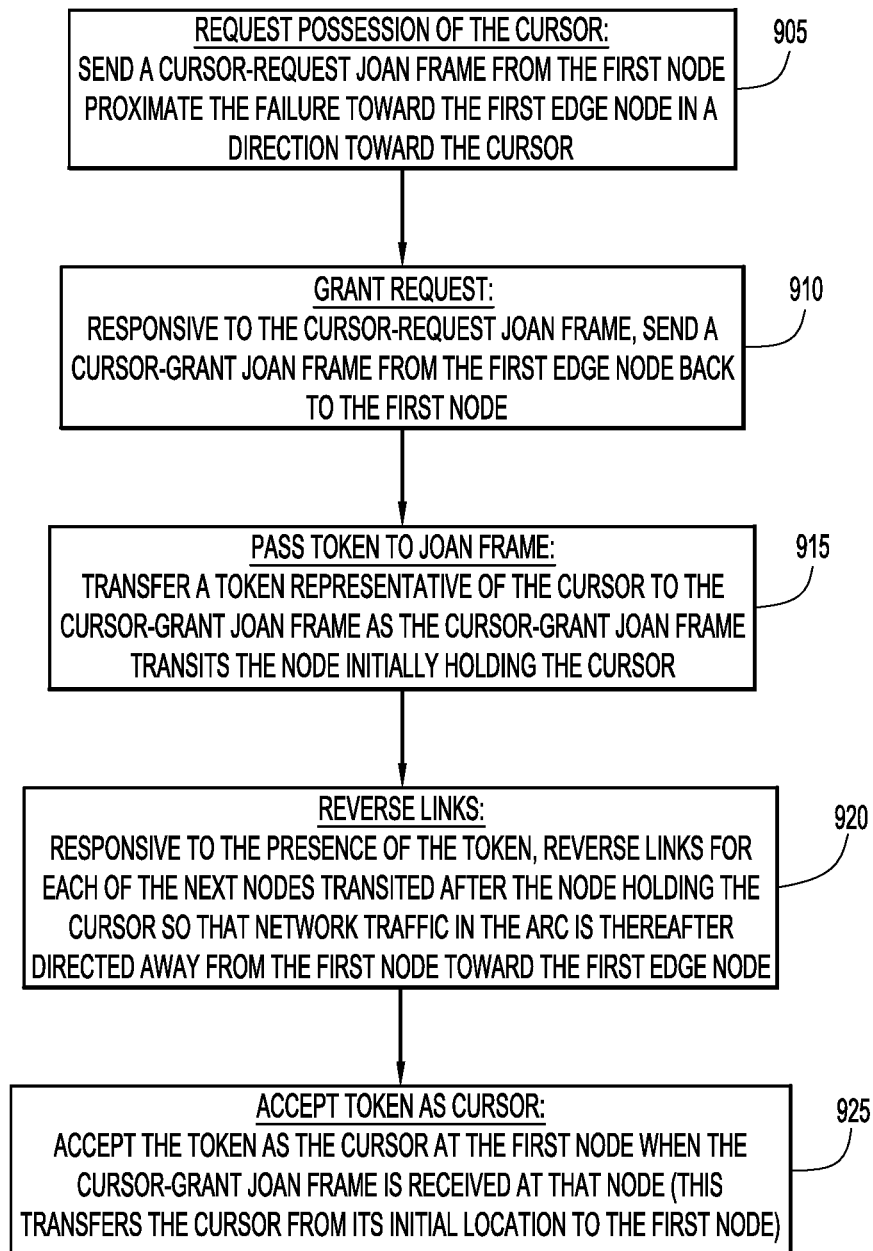 REQUEST POSSESSION OF THE CURSOR:
SEND A CURSOR-REQUEST JOAN FRAME FROM THE FIRST NODE
PROXIMATE THE FAILURE TOWARD THE FIRST EDGE NODE IN A
DIRECTION TOWARD THE CURSOR
905
GRANT REQUEST:
RESPONSIVE TO THE CURSOR-REQUEST JOAN FRAME, SEND A
CURSOR-GRANT JOAN FRAME FROM THE FIRST EDGE NODE BACK
TO THE FIRST NODE
910
PASS TOKEN TO JOAN FRAME:
TRANSFER A TOKEN REPRESENTATIVE OF THE CURSOR TO THE
CURSOR-GRANT JOAN FRAME AS THE CURSOR-GRANT JOAN FRAME
TRANSITS THE NODE INITIALLY HOLDING THE CURSOR
915
REVERSE LINKS:
RESPONSIVE TO THE PRESENCE OF THE TOKEN, REVERSE LINKS FOR
EACH OF THE NEXT NODES TRANSITED AFTER THE NODE HOLDING THE
CURSOR SO THAT NETWORK TRAFFIC IN THE ARC IS THEREAFTER
DIRECTED AWAY FROM THE FIRST NODE TOWARD THE FIRST EDGE NODE
920
ACCEPT TOKEN AS CURSOR:
ACCEPT THE TOKEN AS THE CURSOR AT THE FIRST NODE WHEN THE
CURSOR-GRANT JOAN FRAME IS RECEIVED AT THAT NODE (THIS
TRANSFERS THE CURSOR FROM ITS INITIAL LOCATION TO THE FIRST NODE)
925